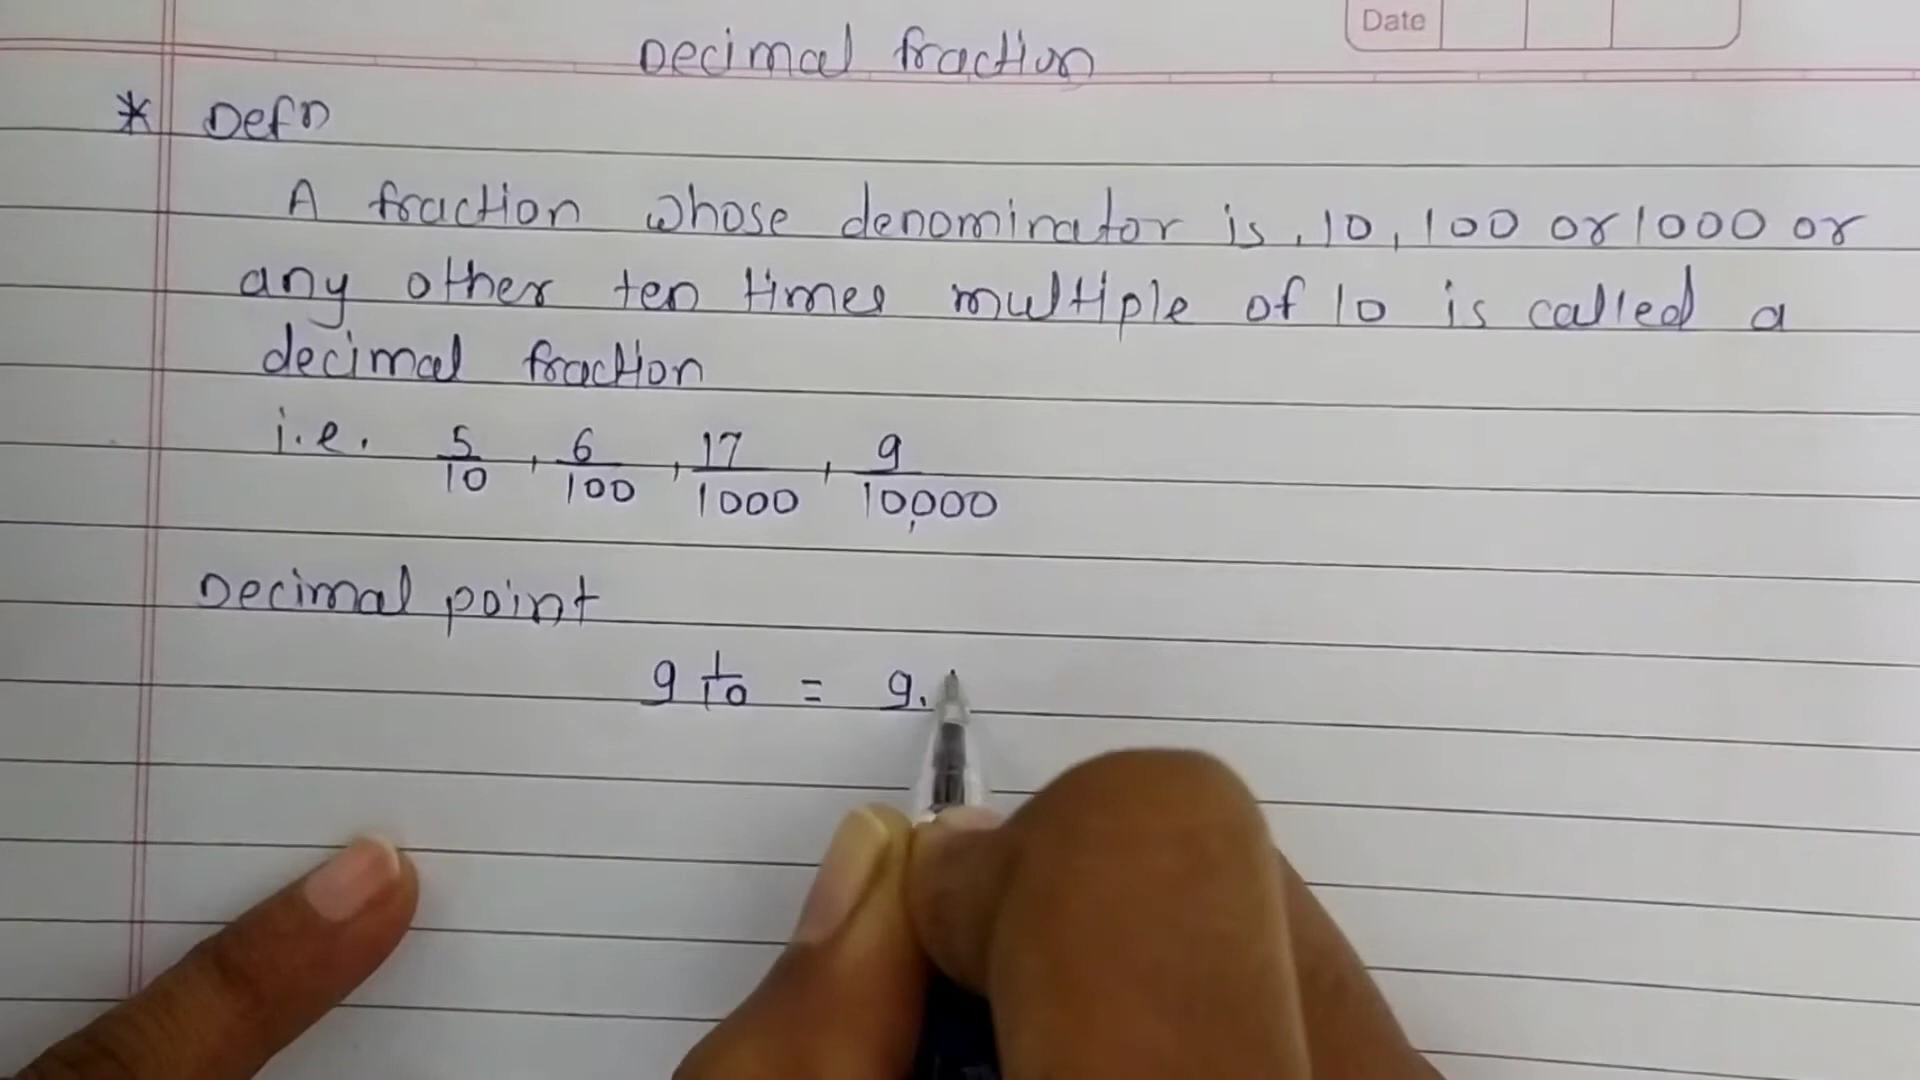 Date
Decimal fraction
* Defn
A fraction whose denominator is, 10, 100 or 1000 or
any other ten times multiple of 10 is called a
decimal fraction
i.e. 5/10, 6/100, 17/1000, 9/10,000
Decimal point
9 1/10 = 9.